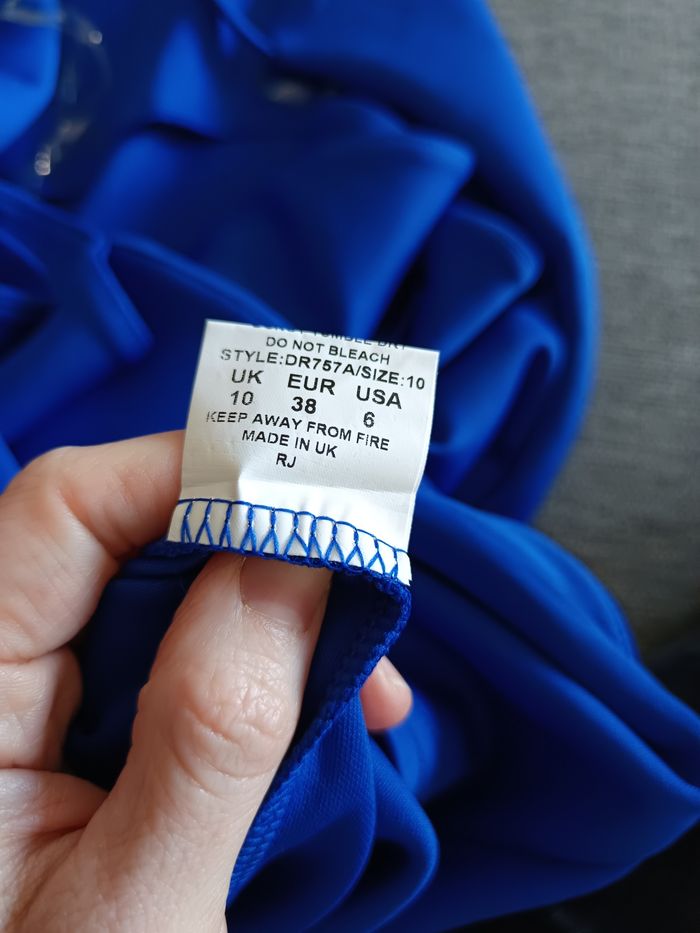 DO NOT BLEACH
STYLE:DR757A/SIZE:10
UK EUR USA
10 38 6
KEEP AWAY FROM FIRE
MADE IN UK
RJ